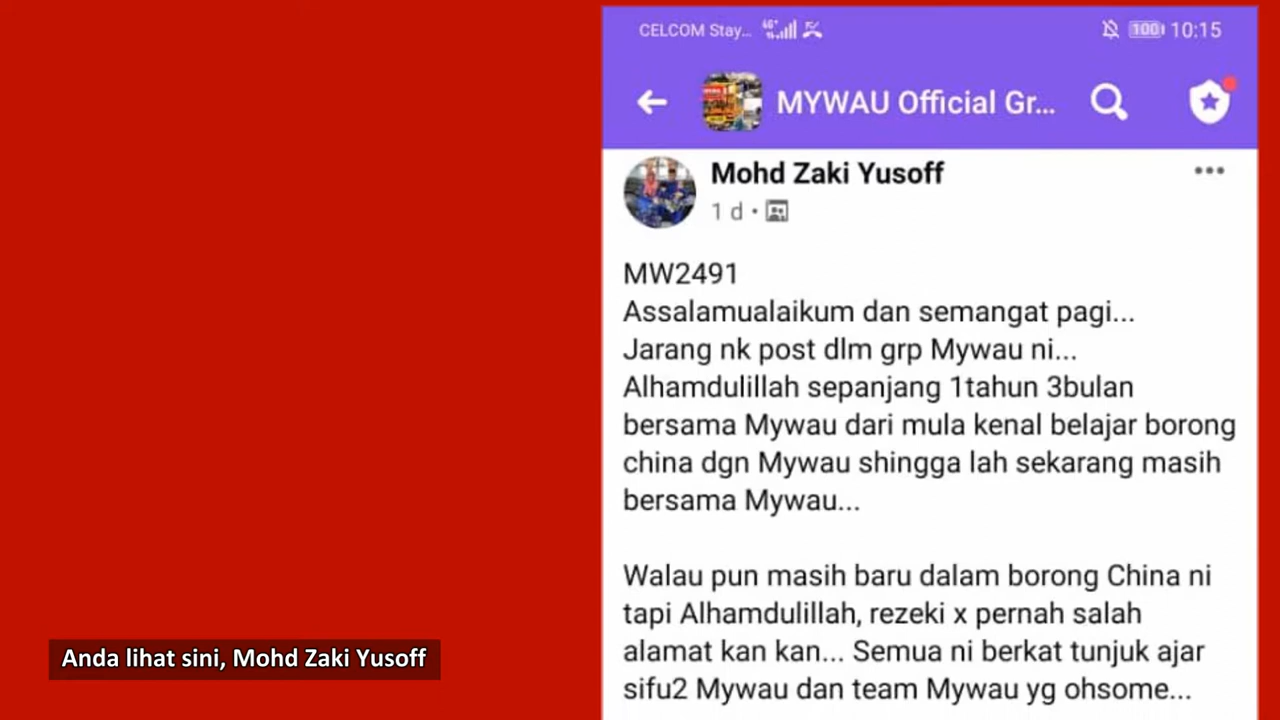 CELCOM Stay...
100
10:15
MYWAU Official Gr...
Mohd Zaki Yusoff
1 d
MW2491
Assalamualaikum dan semangat pagi...
Jarang nk post dlm grp Mywau ni...
Alhamdulillah sepanjang 1tahun 3bulan
bersama Mywau dari mula kenal belajar borong
china dgn Mywau shingga lah sekarang masih
bersama Mywau...
Walau pun masih baru dalam borong China ni
tapi Alhamdulillah, rezeki x pernah salah
alamat kan kan... Semua ni berkat tunjuk ajar
sifu2 Mywau dan team Mywau yg ohsome...
Anda lihat sini, Mohd Zaki Yusoff